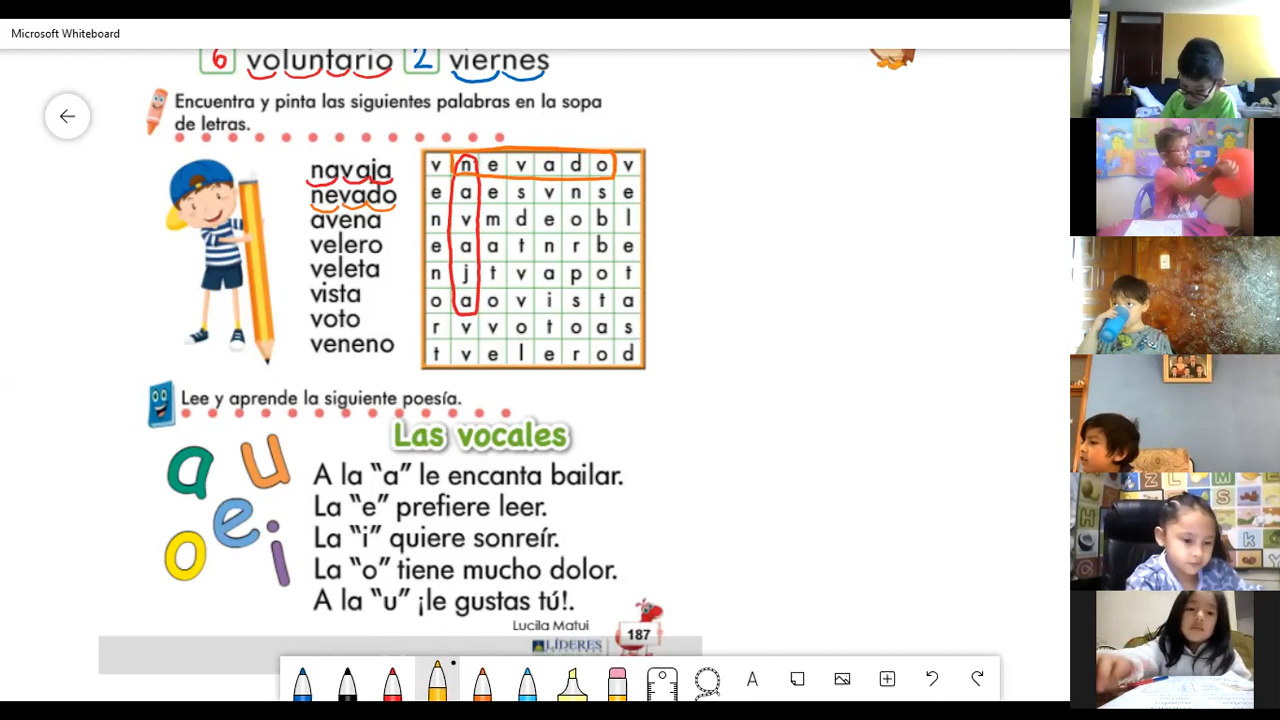 Microsoft Whiteboard
6 voluntario 2 viernes
Encuentra y pinta las siguientes palabras en la sopa
de letras.
navaja
nevado
avena
velero
veleta
vista
voto
veneno
v n e v a d o v
e a e s v n s e
n v m d e o b l
e a a t n r b e
n j t v a p o t
o a o v i s t a
r v v o t o a s
t v e l e r o d
Lee y aprende la siguiente poesía.
Las vocales
a u e o i
A la “a” le encanta bailar.
La “e” prefiere leer.
La “i” quiere sonreír.
La “o” tiene mucho dolor.
A la “u” ¡le gustas tú!.
Lucila Matui
LÍDERES
187